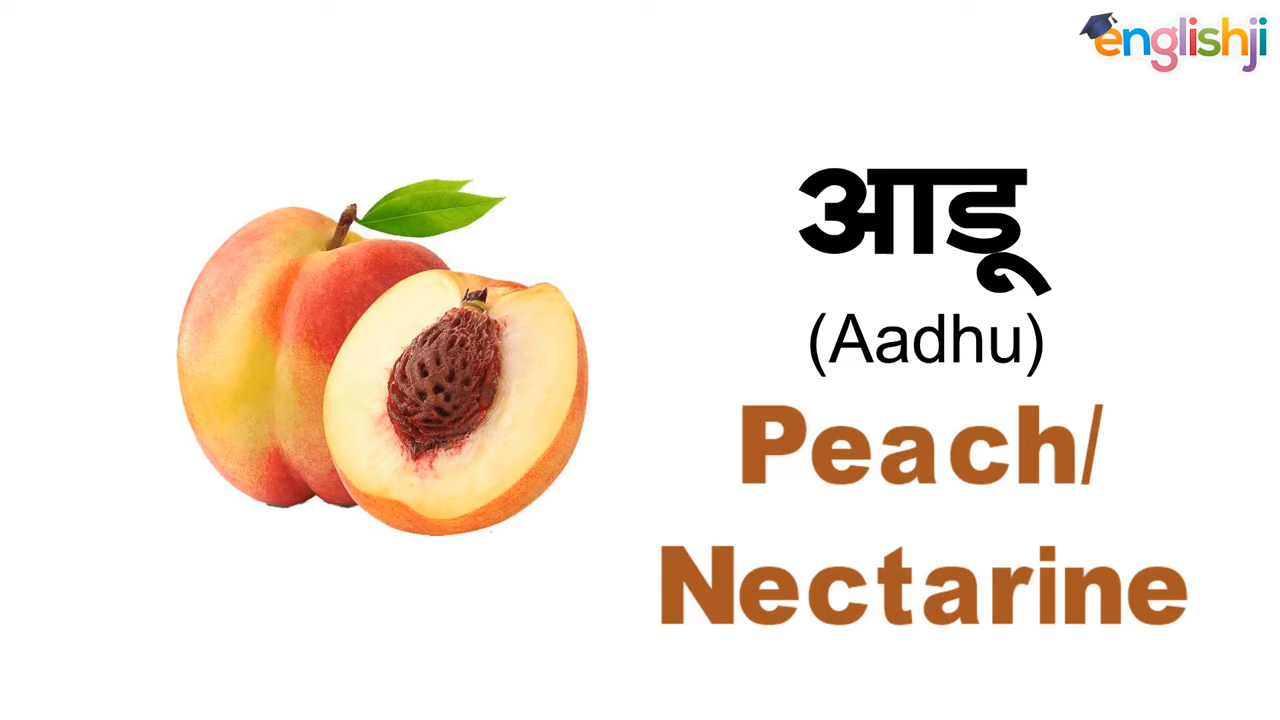 englishji
आडू
(Aadhu)
Peach/
Nectarine